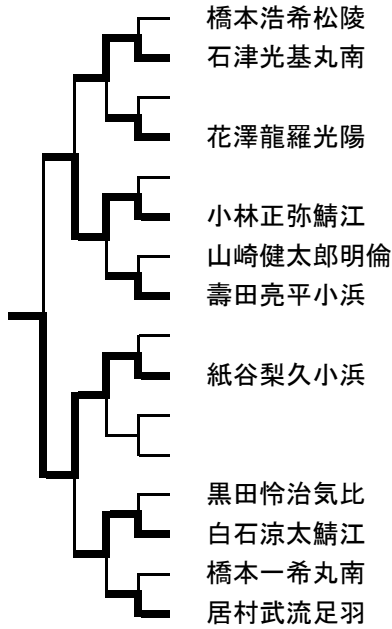 橋本浩希松陵
石津光基丸南
花澤龍羅光陽
小林正弥鯖江
山崎健太郎明倫
壽田亮平小浜
紙谷梨久小浜
黒田怜治気比
白石涼太鯖江
橋本一希丸南
居村武流足羽